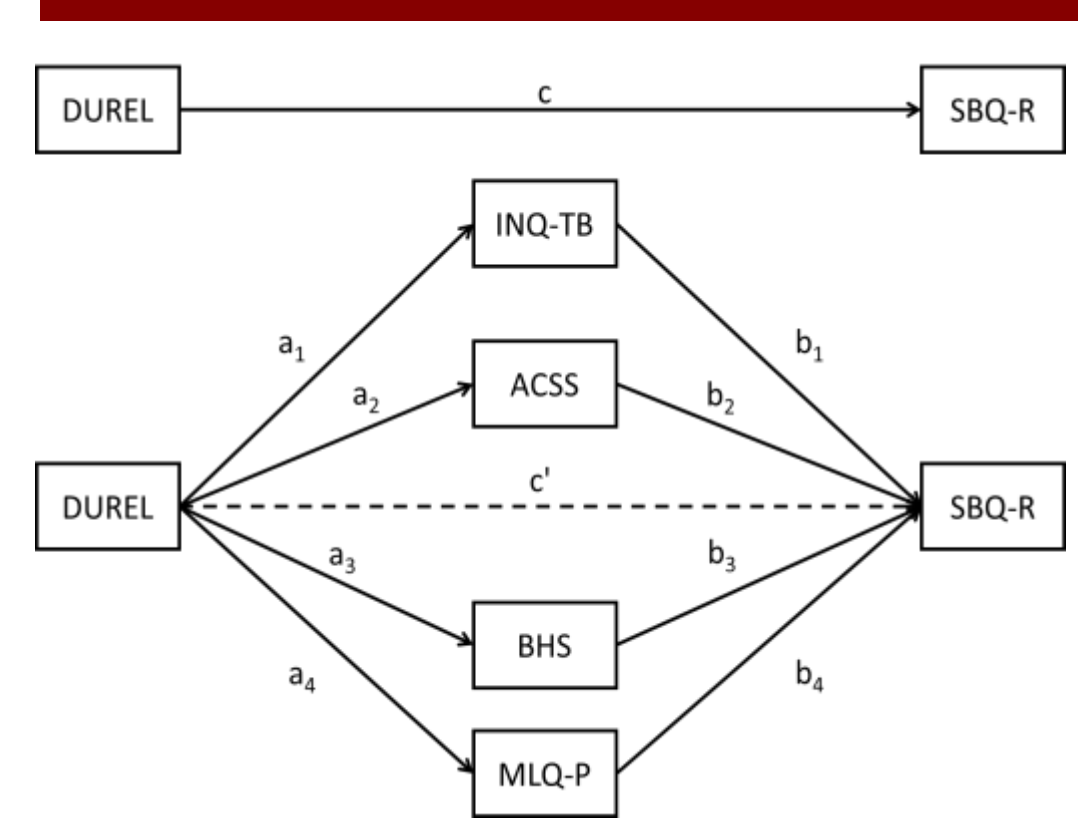 c
DUREL
SBQ-R
INQ-TB
a₁
b₁
ACSS
a₂
b₂
c'
DUREL
SBQ-R
a₃
b₃
BHS
a₄
b₄
MLQ-P